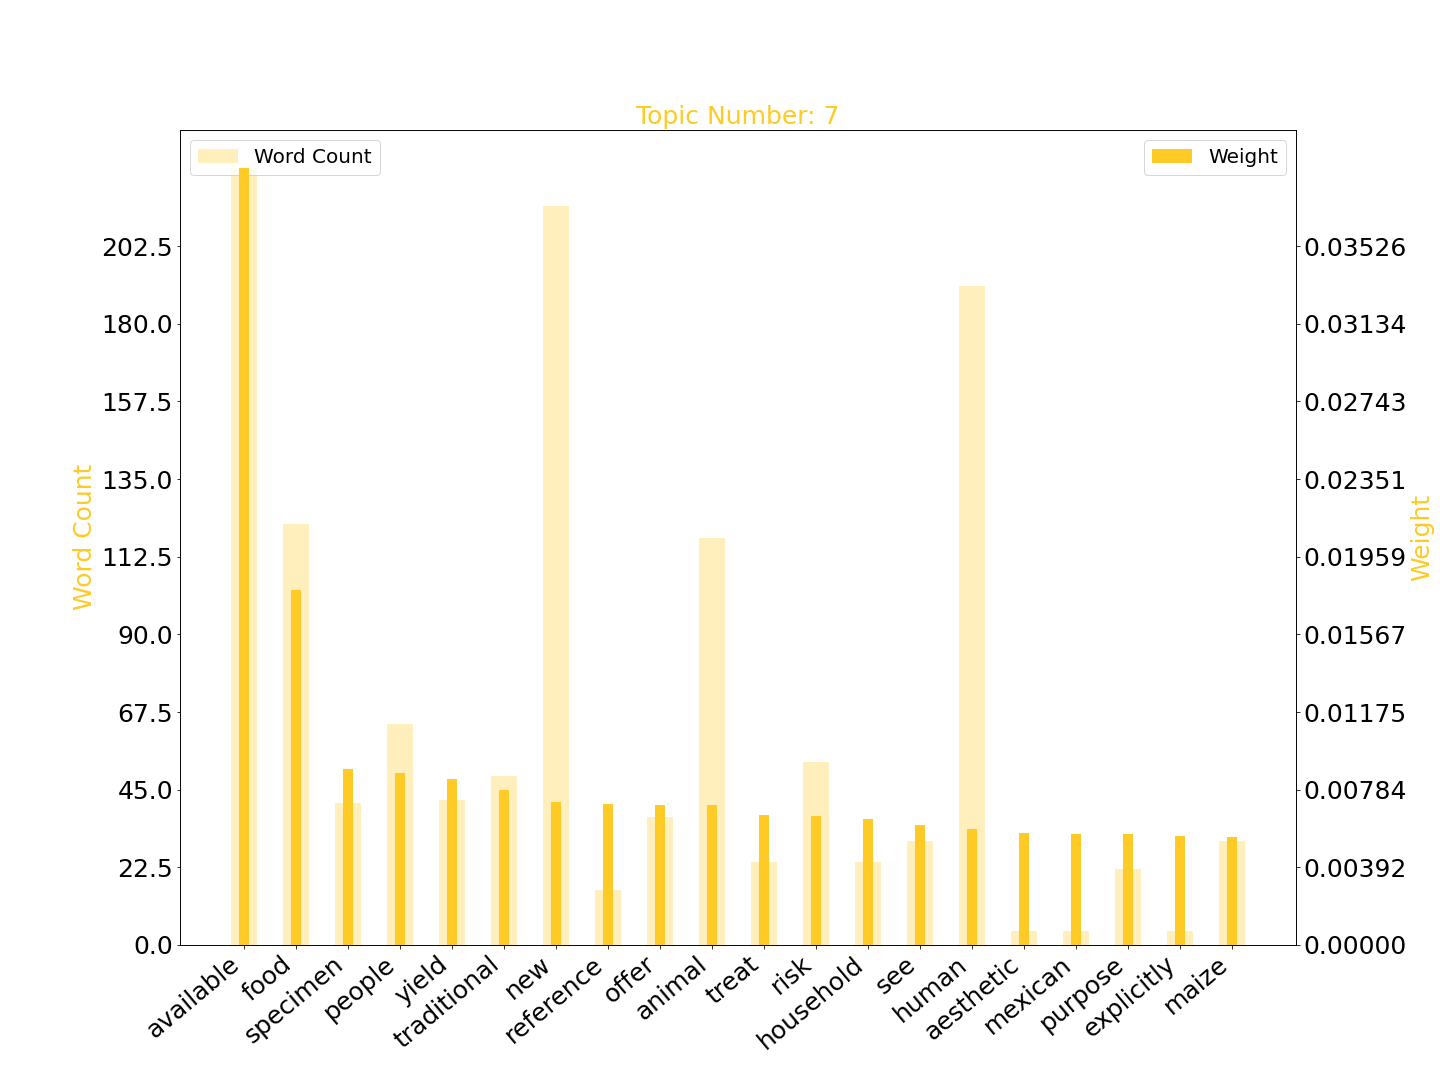 Topic Number: 7
Word Count
Weight
202.5
180.0
157.5
135.0
112.5
90.0
67.5
45.0
22.5
0.0
Word Count
0.03526
0.03134
0.02743
0.02351
0.01959
0.01567
0.01175
0.00784
0.00392
0.00000
Weight
available
food
specimen
people
yield
traditional
new
reference
offer
animal
treat
risk
household
see
human
aesthetic
mexican
purpose
explicitly
maize